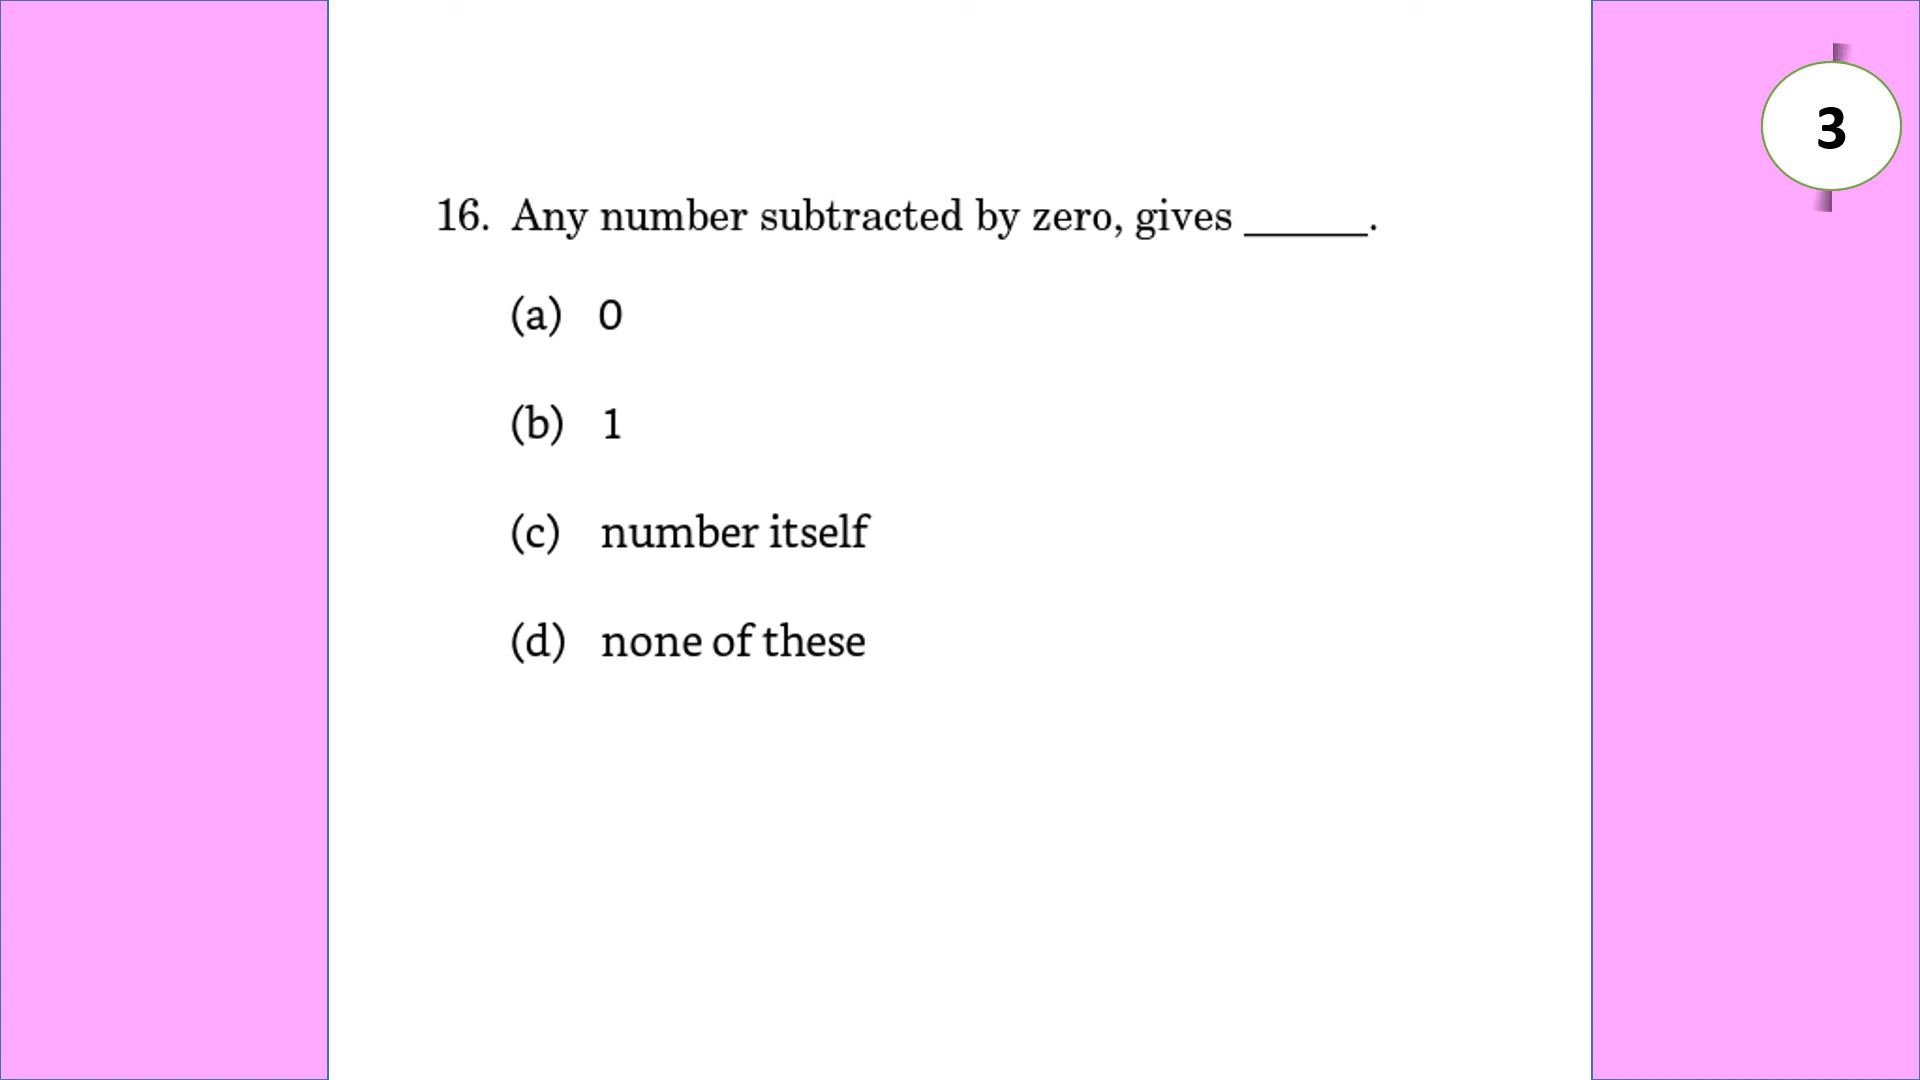 3
16. Any number subtracted by zero, gives ______.
(a) 0
(b) 1
(c) number itself
(d) none of these